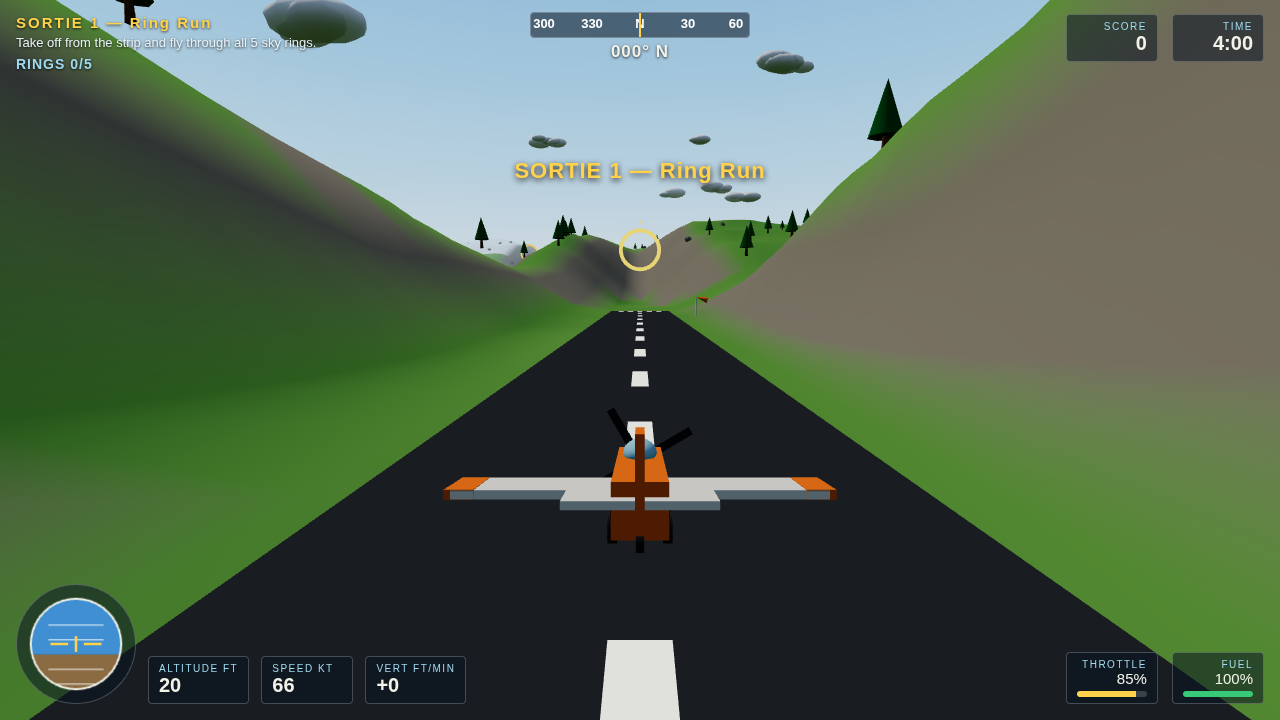 SORTIE 1 — Ring Run
Take off from the strip and fly through all 5 sky rings.
RINGS 0/5
300 330 N 30 60
000° N
SCORE
0
TIME
4:00
SORTIE 1 — Ring Run
ALTITUDE FT
20
SPEED KT
66
VERT FT/MIN
+0
THROTTLE
85%
FUEL
100%